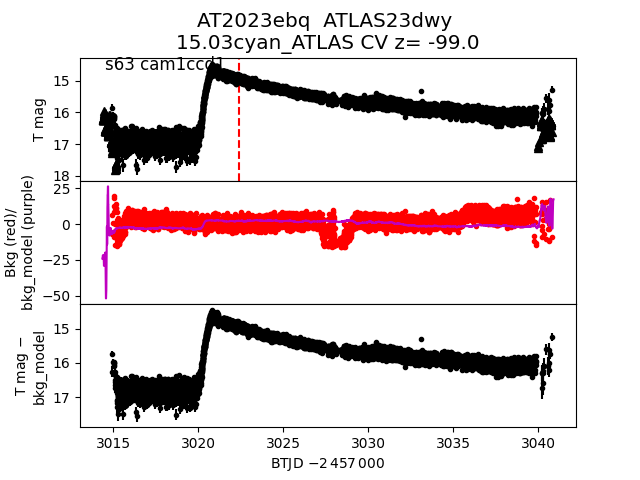 AT2023ebq ATLAS23dwy
15.03cyan_ATLAS CV z= -99.0
s63 cam1ccd1
T mag
15
16
17
18
Bkg (red)/
bkg_model (purple)
25
0
−25
−50
T mag −
bkg_model
15
16
17
3015 3020 3025 3030 3035 3040
BTJD −2 457 000